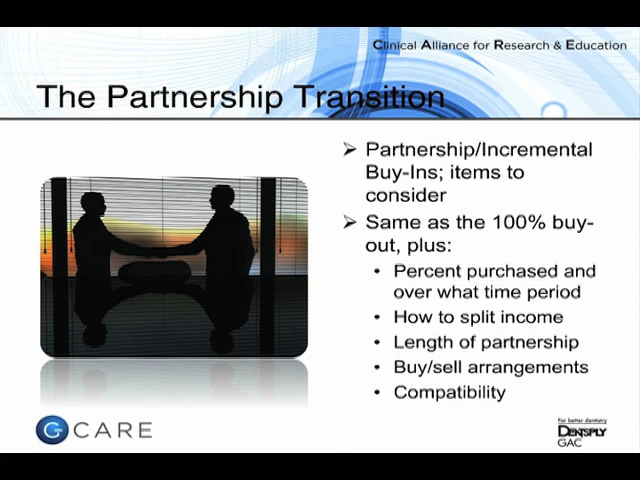 Clinical Alliance for Research & Education
The Partnership Transition
➢ Partnership/Incremental
Buy-Ins; items to
consider
➢ Same as the 100% buy-
out, plus:
• Percent purchased and
over what time period
• How to split income
• Length of partnership
• Buy/sell arrangements
• Compatibility
G CARE
For better dentistry
DENTSPLY
GAC